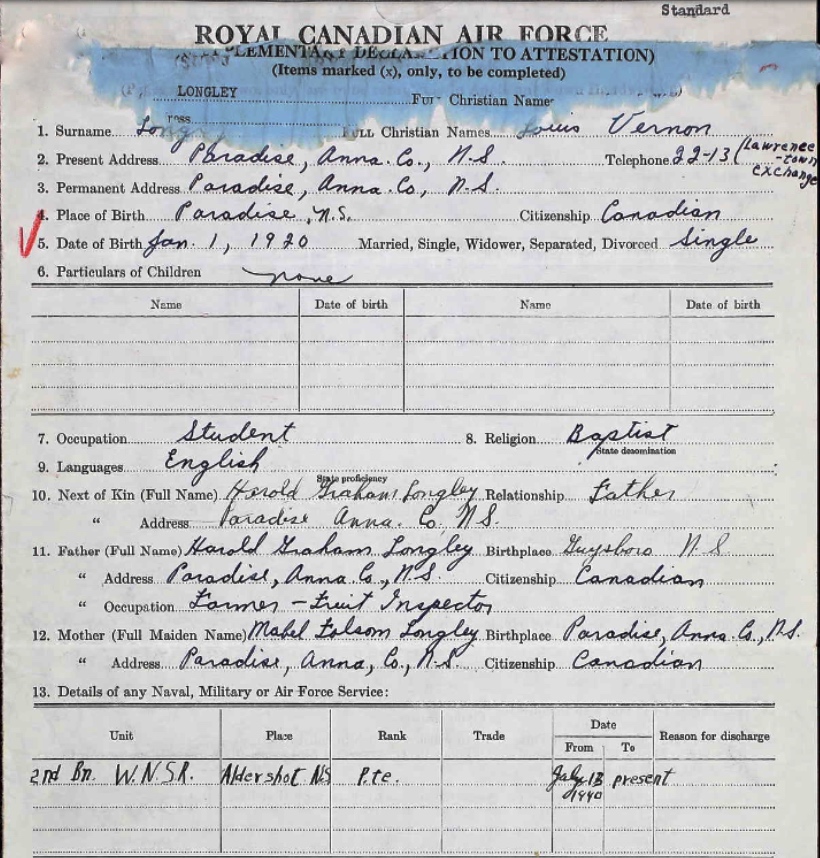 Standard
ROYAL CANADIAN AIR FORCE
DECLARATION TO ATTESTATION)
(Items marked (x), only, to be completed)
LONGLEY
Christian Name
1. Surname Longley FULL Christian Names Louis Vernon
2. Present Address Paradise, Anna. Co., N.S. Telephone 22-13 (Lawrence-town exchange
3. Permanent Address Paradise, Anna. Co, N.S.
4. Place of Birth Paradise, N.S. Citizenship Canadian
5. Date of Birth Jan. 1, 1920 Married, Single, Widower, Separated, Divorced Single
6. Particulars of Children none
Name Date of birth Name Date of birth
7. Occupation Student 8. Religion Baptist
State denomination
9. Languages English
State proficiency
10. Next of Kin (Full Name) Harold Graham Longley Relationship Father
" Address Paradise Anna. Co. N.S.
11. Father (Full Name) Harold Graham Longley Birthplace Guysboro N.S
" Address Paradise, Anna. Co., N.S. Citizenship Canadian
" Occupation Farmer - Fruit Inspector
12. Mother (Full Maiden Name) Mabel Folsom Longley Birthplace Paradise, Anna. Co., N.S.
" Address Paradise, Anna, Co., N.S. Citizenship Canadian
13. Details of any Naval, Military or Air Force Service:
Unit Place Rank Trade Date Reason for discharge
From To
2nd Bn. W.N.S.R. Aldershot N.S Pte. July 13 1940 present